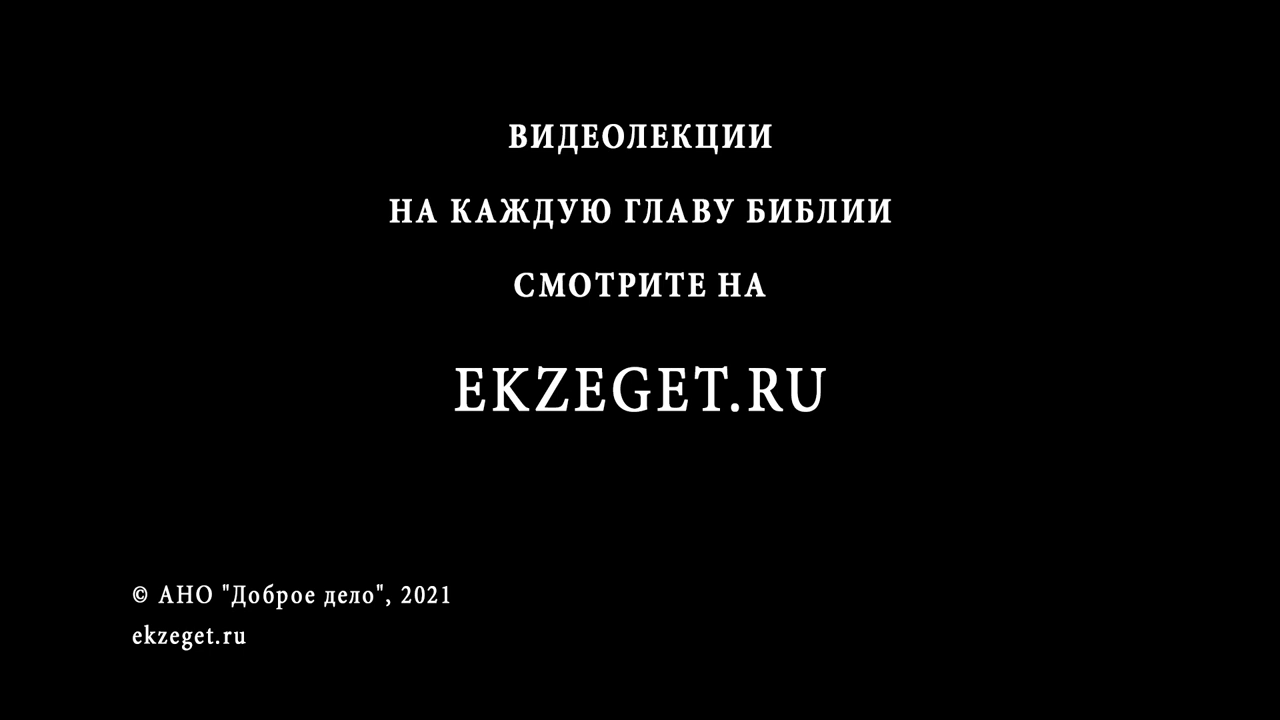 ВИДЕОЛЕКЦИИ
НА КАЖДУЮ ГЛАВУ БИБЛИИ
СМОТРИТЕ НА
EKZEGET.RU
© АНО "Доброе дело", 2021
ekzeget.ru